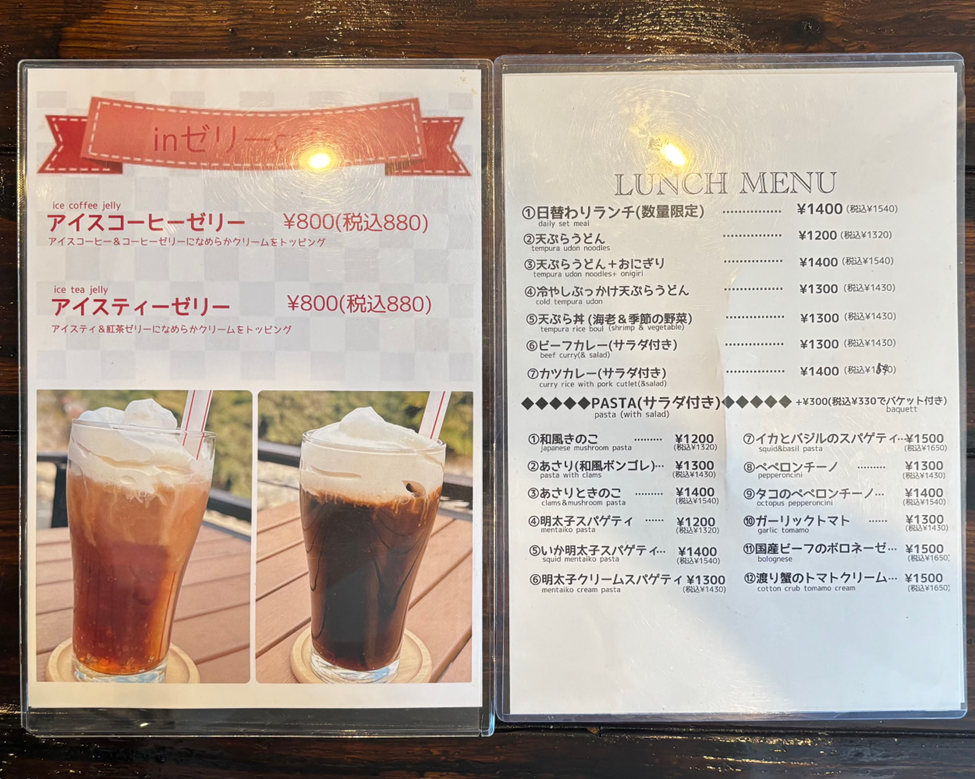 inゼリー
ice coffee jelly
アイスコーヒーゼリー ¥800(税込880)
アイスコーヒー&コーヒーゼリーになめらかクリームをトッピング
ice tea jelly
アイスティーゼリー ¥800(税込880)
アイスティ&紅茶ゼリーになめらかクリームをトッピング
LUNCH MENU
①日替わりランチ(数量限定) ・・・・・・・・・・・・・ ¥1400 (税込¥1540)
daily set meal
②天ぷらうどん ・・・・・・・・・・・・・ ¥1200 (税込¥1320)
tempura udon noodles
③天ぷらうどん+おにぎり ・・・・・・・・・・・・・ ¥1400 (税込¥1540)
tempura udon noodles+ onigiri
④冷やしぶっかけ天ぷらうどん ・・・・・・・・・・・・・ ¥1300 (税込¥1430)
cold tempura udon
⑤天ぷら丼 (海老&季節の野菜) ・・・・・・・・・・・・・ ¥1300 (税込¥1430)
tempura rice boul (shrimp & vegetable)
⑥ビーフカレー(サラダ付き) ・・・・・・・・・・・・・ ¥1300 (税込¥1430)
beef curry(& salad)
⑦カツカレー(サラダ付き) ・・・・・・・・・・・・・ ¥1400
curry rice with pork cutlet(&salad)
◆◆◆◆◆PASTA(サラダ付き)◆◆◆◆◆ +¥300(税込¥330でバケット付き)
pasta (with salad) baquett
①和風きのこ ・・・・・・・・・ ¥1200
japanese mushroom pasta (税込¥1320)
②あさり(和風ボンゴレ)・・・ ¥1300
pasta with clams (税込¥1430)
③あさりときのこ ・・・・・・・・・ ¥1400
clams&mushroom pasta (税込¥1540)
④明太子スパゲティ ・・・・・・ ¥1200
mentaiko pasta (税込¥1320)
⑤いか明太子スパゲティ・・・ ¥1400
squid mentaiko pasta (税込¥1540)
⑥明太子クリームスパゲティ ¥1300
mentaiko cream pasta (税込¥1430)
⑦イカとバジルのスパゲティ・・¥1500
squid&basil pasta (税込¥1650)
⑧ペペロンチーノ ・・・・・・・・・ ¥1300
pepperoncini (税込¥1430)
⑨タコのペペロンチーノ・・・ ¥1400
octopus pepperoncini (税込¥1540)
⑩ガーリックトマト ・・・・・・ ¥1300
garlic tomamo (税込¥1430)
⑪国産ビーフのボロネーゼ・・・ ¥1500
bolognese (税込¥1650)
⑫渡り蟹のトマトクリーム・・・ ¥1500
cotton crub tomamo cream (税込¥1650)